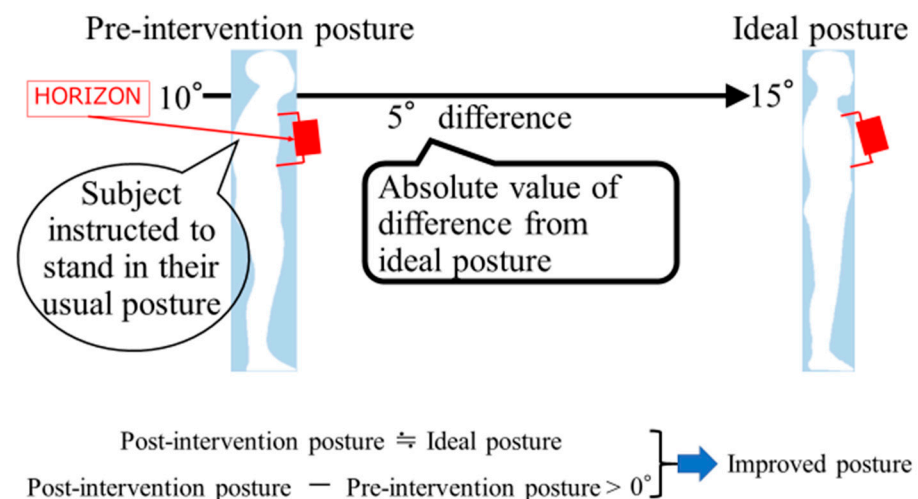 Pre-intervention posture
Ideal posture
HORIZON
10°
15°
5° difference
Subject
instructed to
stand in their
usual posture
Absolute value of
difference from
ideal posture
Post-intervention posture ≒ Ideal posture
Post-intervention posture − Pre-intervention posture > 0°
Improved posture